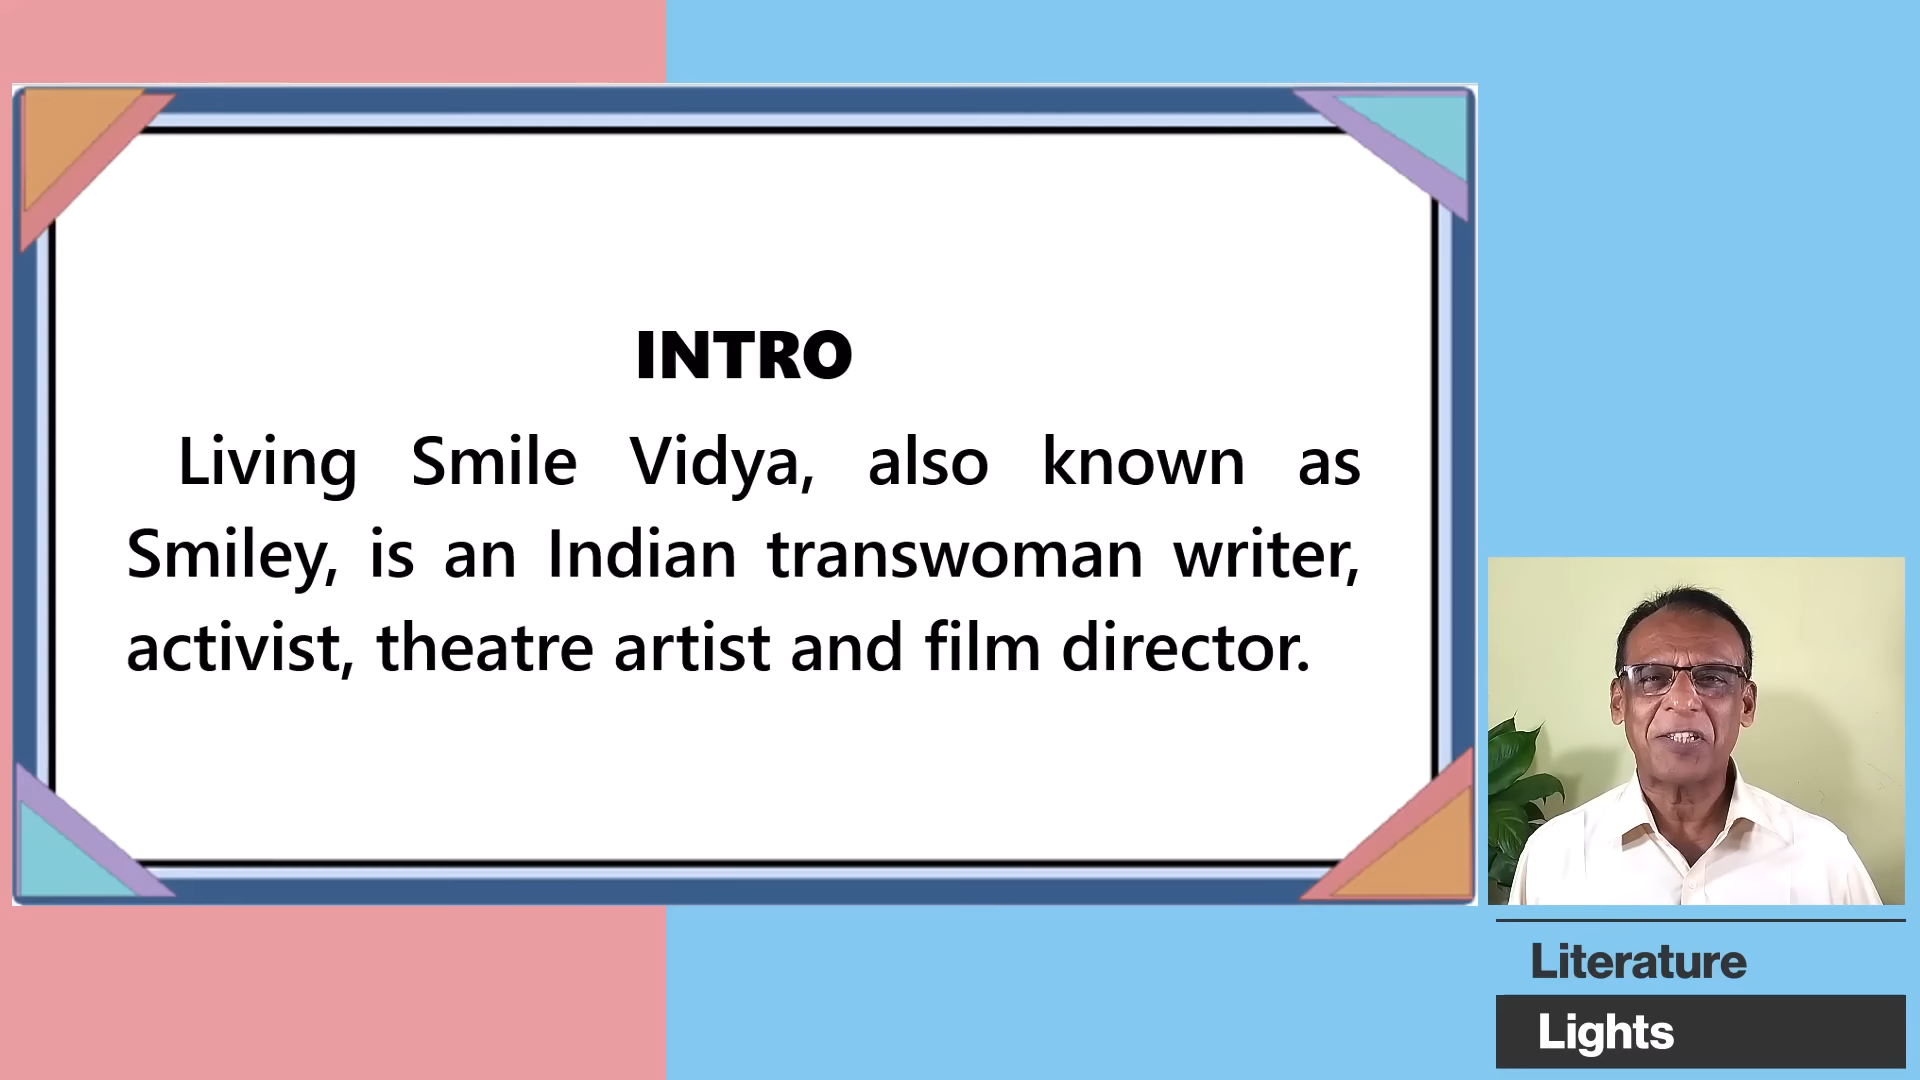 INTRO
Living Smile Vidya, also known as
Smiley, is an Indian transwoman writer,
activist, theatre artist and film director.
Literature
Lights